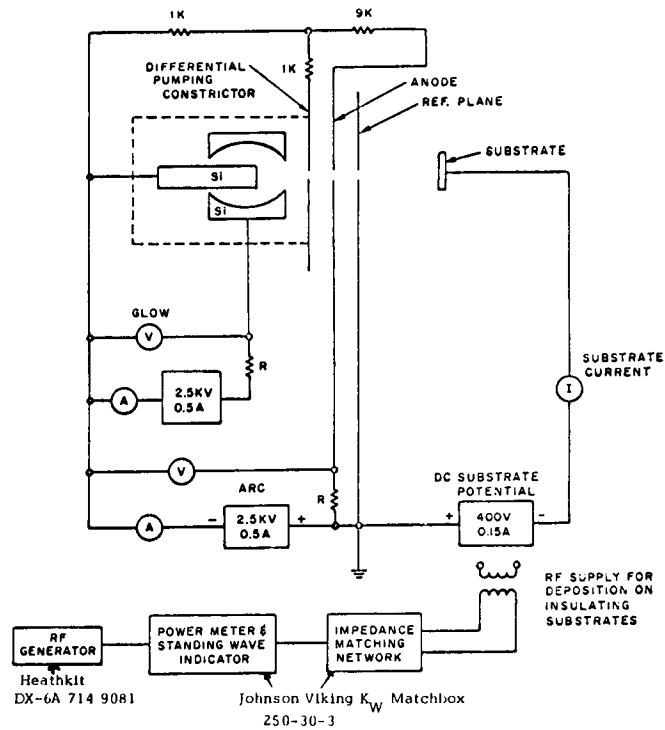 1K
9K
1K
DIFFERENTIAL
PUMPING
CONSTRICTOR
ANODE
REF. PLANE
SUBSTRATE
Si
Si
GLOW
V
R
A
2.5KV
0.5A
SUBSTRATE
CURRENT
I
V
ARC
R
A
-
2.5KV
0.5A
+
DC SUBSTRATE
POTENTIAL
+
400V
0.15A
-
RF SUPPLY FOR
DEPOSITION ON
INSULATING
SUBSTRATES
RF
GENERATOR
POWER METER &
STANDING WAVE
INDICATOR
IMPEDANCE
MATCHING
NETWORK
Heathkit
DX-6A 714 9081
Johnson Viking KW Matchbox
250-30-3